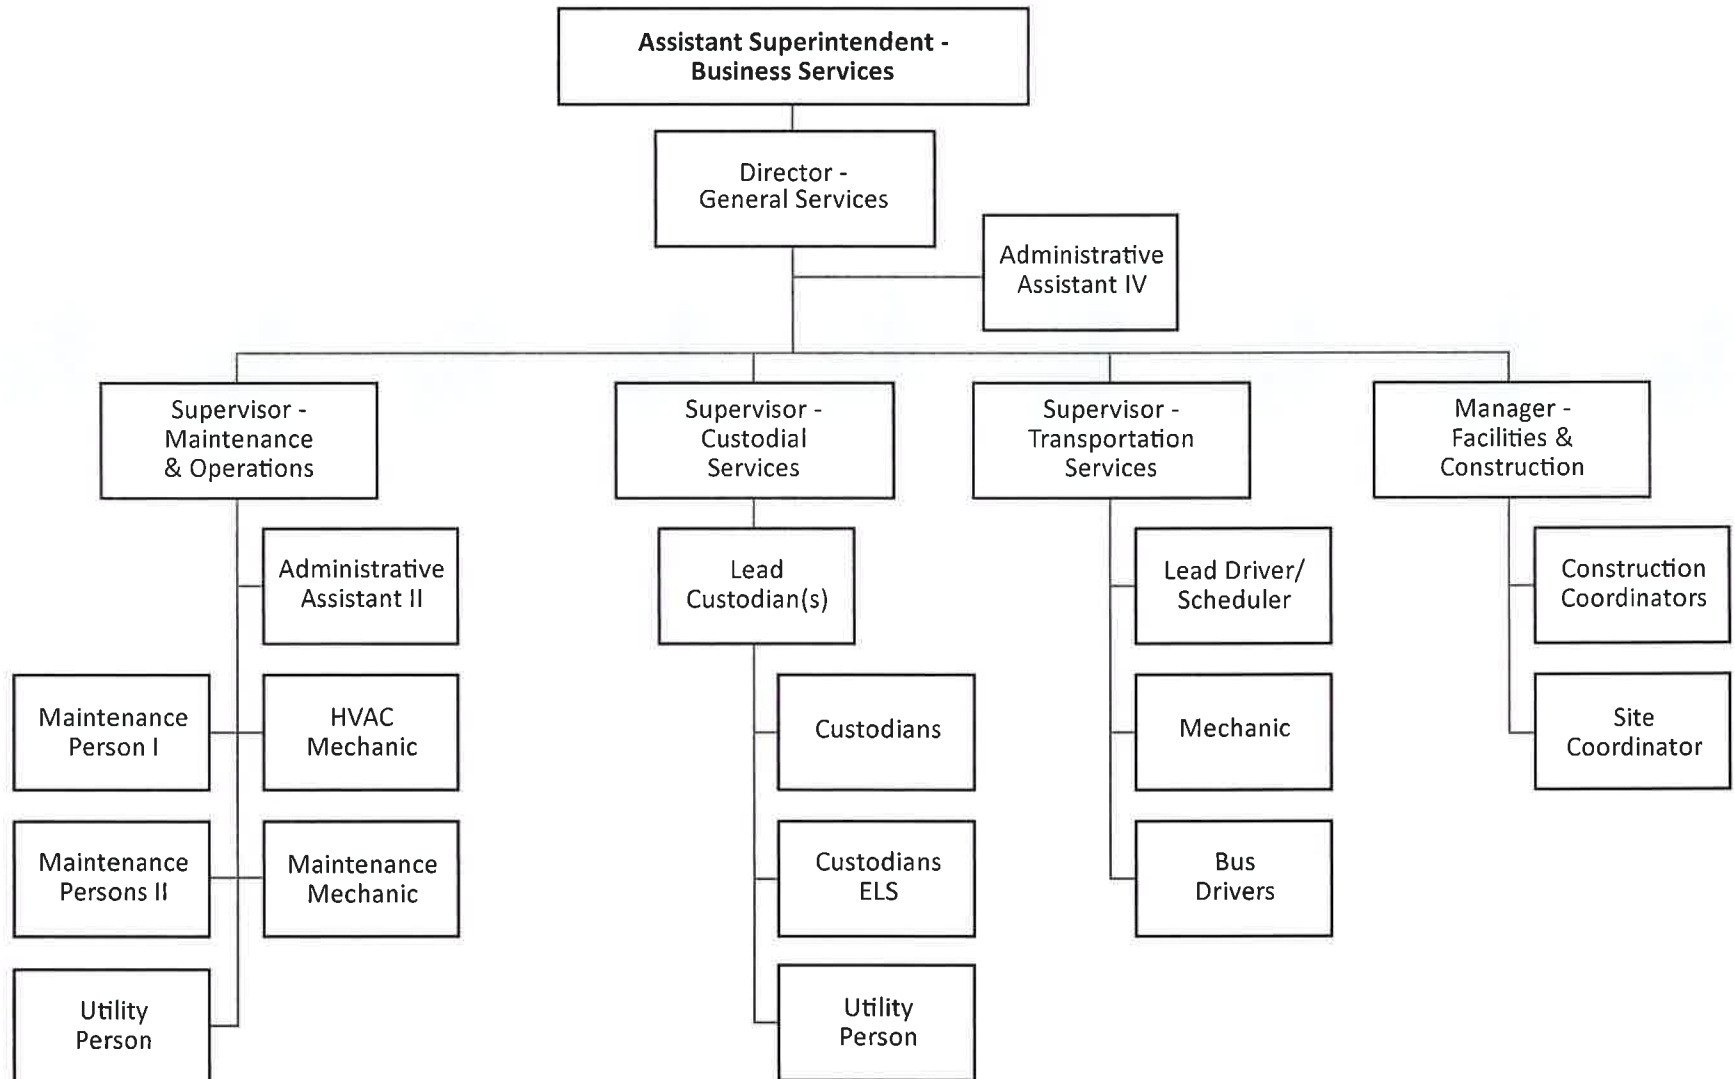 Assistant Superintendent -
Business Services
Director -
General Services
Administrative
Assistant IV
Supervisor -
Maintenance
& Operations
Supervisor -
Custodial
Services
Supervisor -
Transportation
Services
Manager -
Facilities &
Construction
Administrative
Assistant II
Lead
Custodian(s)
Lead Driver/
Scheduler
Construction
Coordinators
Maintenance
Person I
HVAC
Mechanic
Custodians
Mechanic
Site
Coordinator
Maintenance
Persons II
Maintenance
Mechanic
Custodians
ELS
Bus
Drivers
Utility
Person
Utility
Person